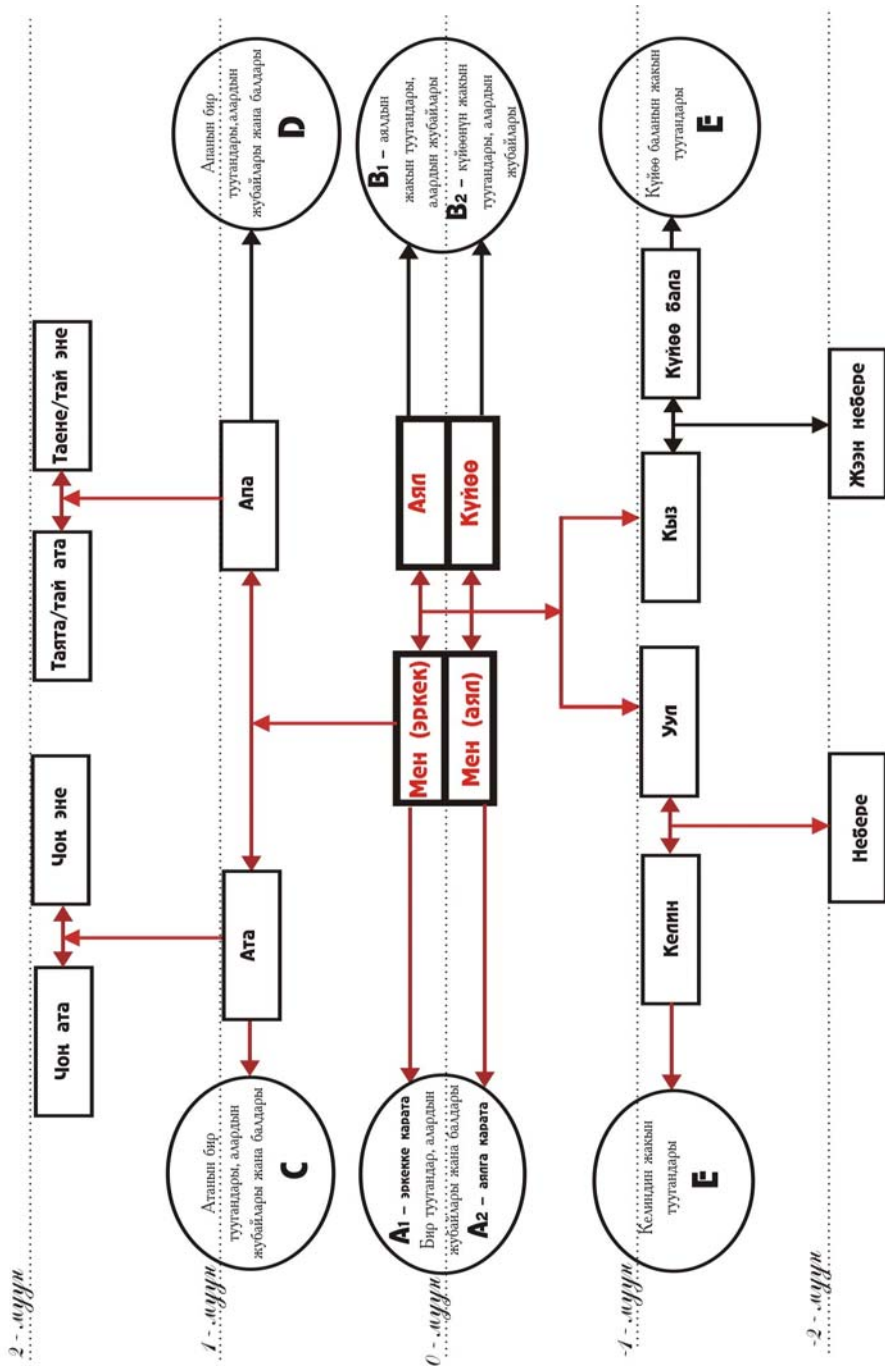 2 - муун
Чоң ата
Чоң эне
Таята/тай ата
Таене/тай эне
1 - муун
Атанын бир
туугандары, алардын
жубайлары жана балдары
C
Ата
Апа
Апанын бир
туугандары,алардын
жубайлары жана балдары
D
0 - муун
A1 – эркекке карата
Бир туугандар, алардын
жубайлары жана балдары
A2 – аялга карата
Мен (эркек)
Мен (аял)
Аял
Күйөө
B1 – аялдын
жакын туугандары,
алардын жубайлары
B2 – күйөөнүн жакын
туугандары, алардын
жубайлары
-1 - муун
Келиндин жакын
туугандары
E
Келин
Уул
Кыз
Күйөө бала
Күйөө баланын жакын
туугандары
E
-2 - муун
Небере
Жээн небере